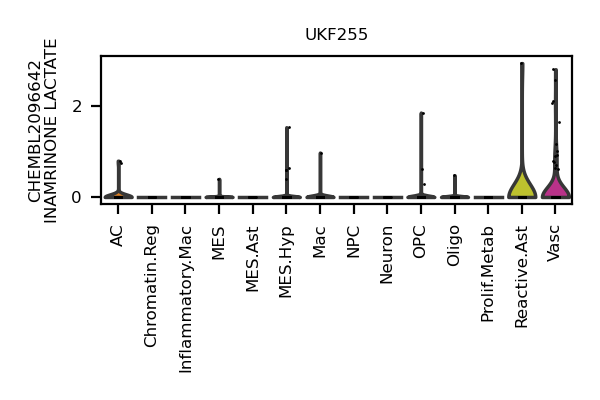 UKF255
CHEMBL2096642
INAMRINONE LACTATE
2
0
AC
Chromatin.Reg
Inflammatory.Mac
MES
MES.Ast
MES.Hyp
Mac
NPC
Neuron
OPC
Oligo
Prolif.Metab
Reactive.Ast
Vasc